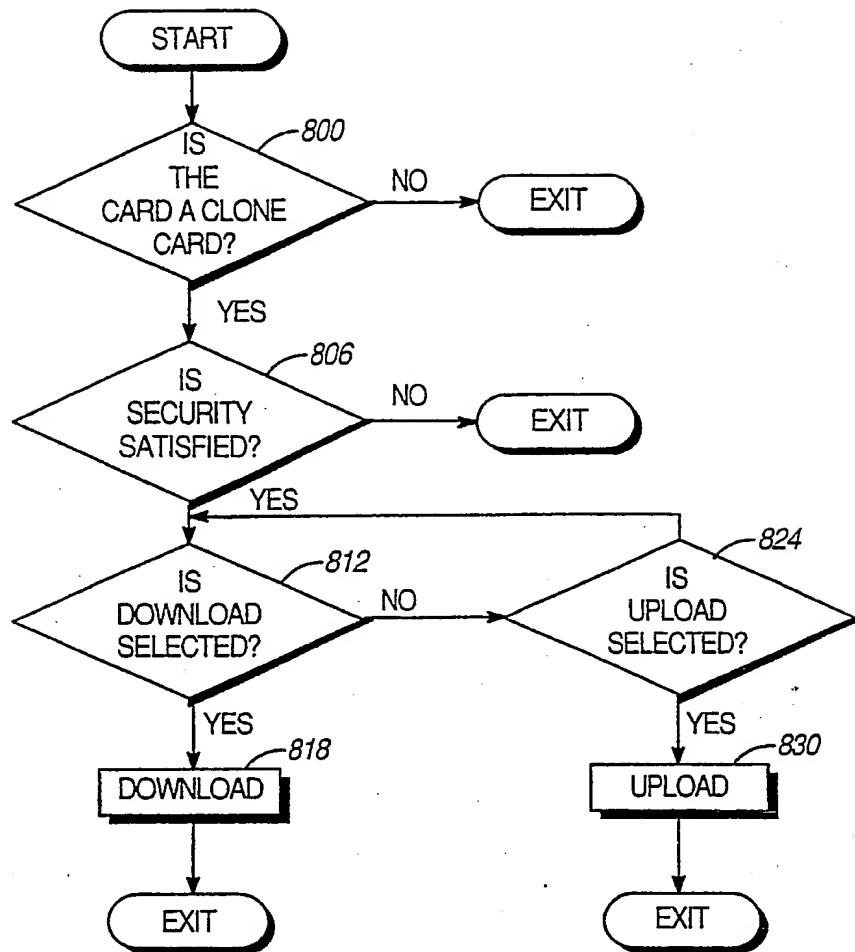 START
800
IS
THE
CARD A CLONE
CARD?
NO
EXIT
YES
806
IS
SECURITY
SATISFIED?
NO
EXIT
YES
812
IS
DOWNLOAD
SELECTED?
NO
824
IS
UPLOAD
SELECTED?
YES
818
DOWNLOAD
EXIT
YES
830
UPLOAD
EXIT